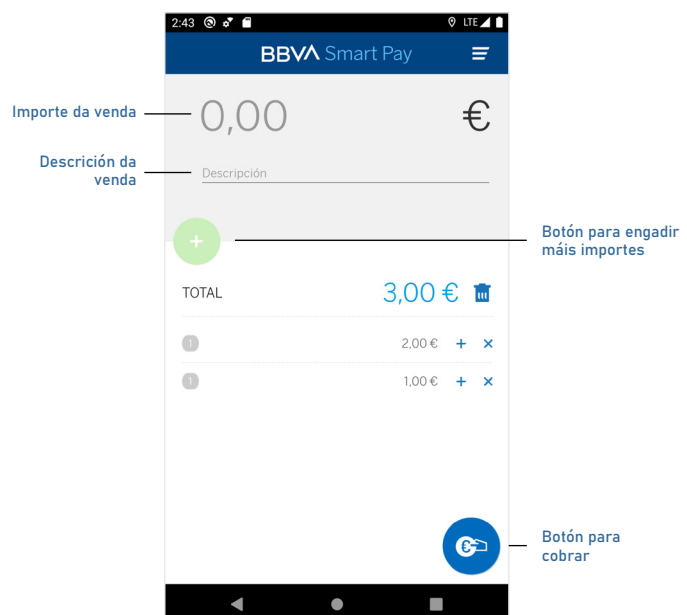 2:43 LTE
BBVA Smart Pay
Importe da venda
0,00 €
Descrición da
venda
Descripción
+
Botón para engadir
máis importes
TOTAL 3,00 €
1 2,00 € + ×
1 1,00 € + ×
€
Botón para
cobrar